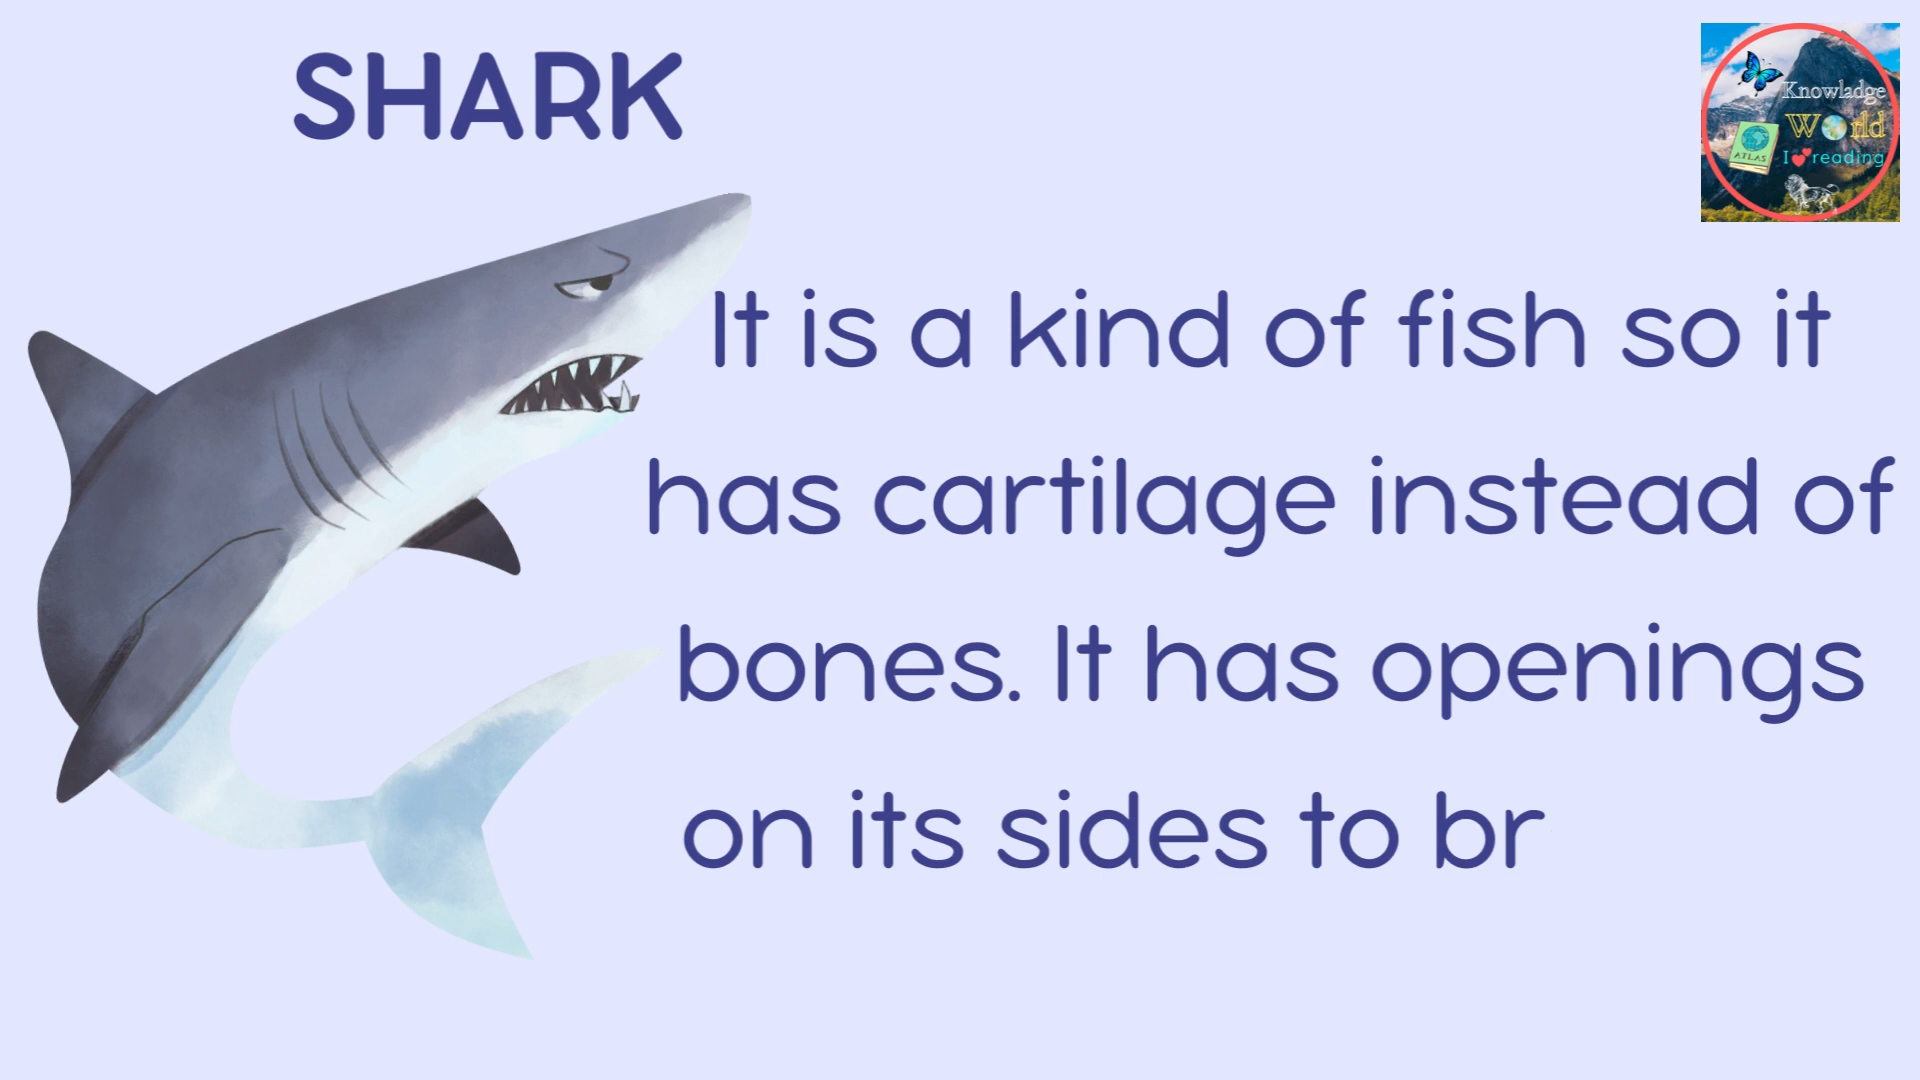 SHARK
Knowladge
World
I reading
ATLAS
It is a kind of fish so it
has cartilage instead of
bones. It has openings
on its sides to br